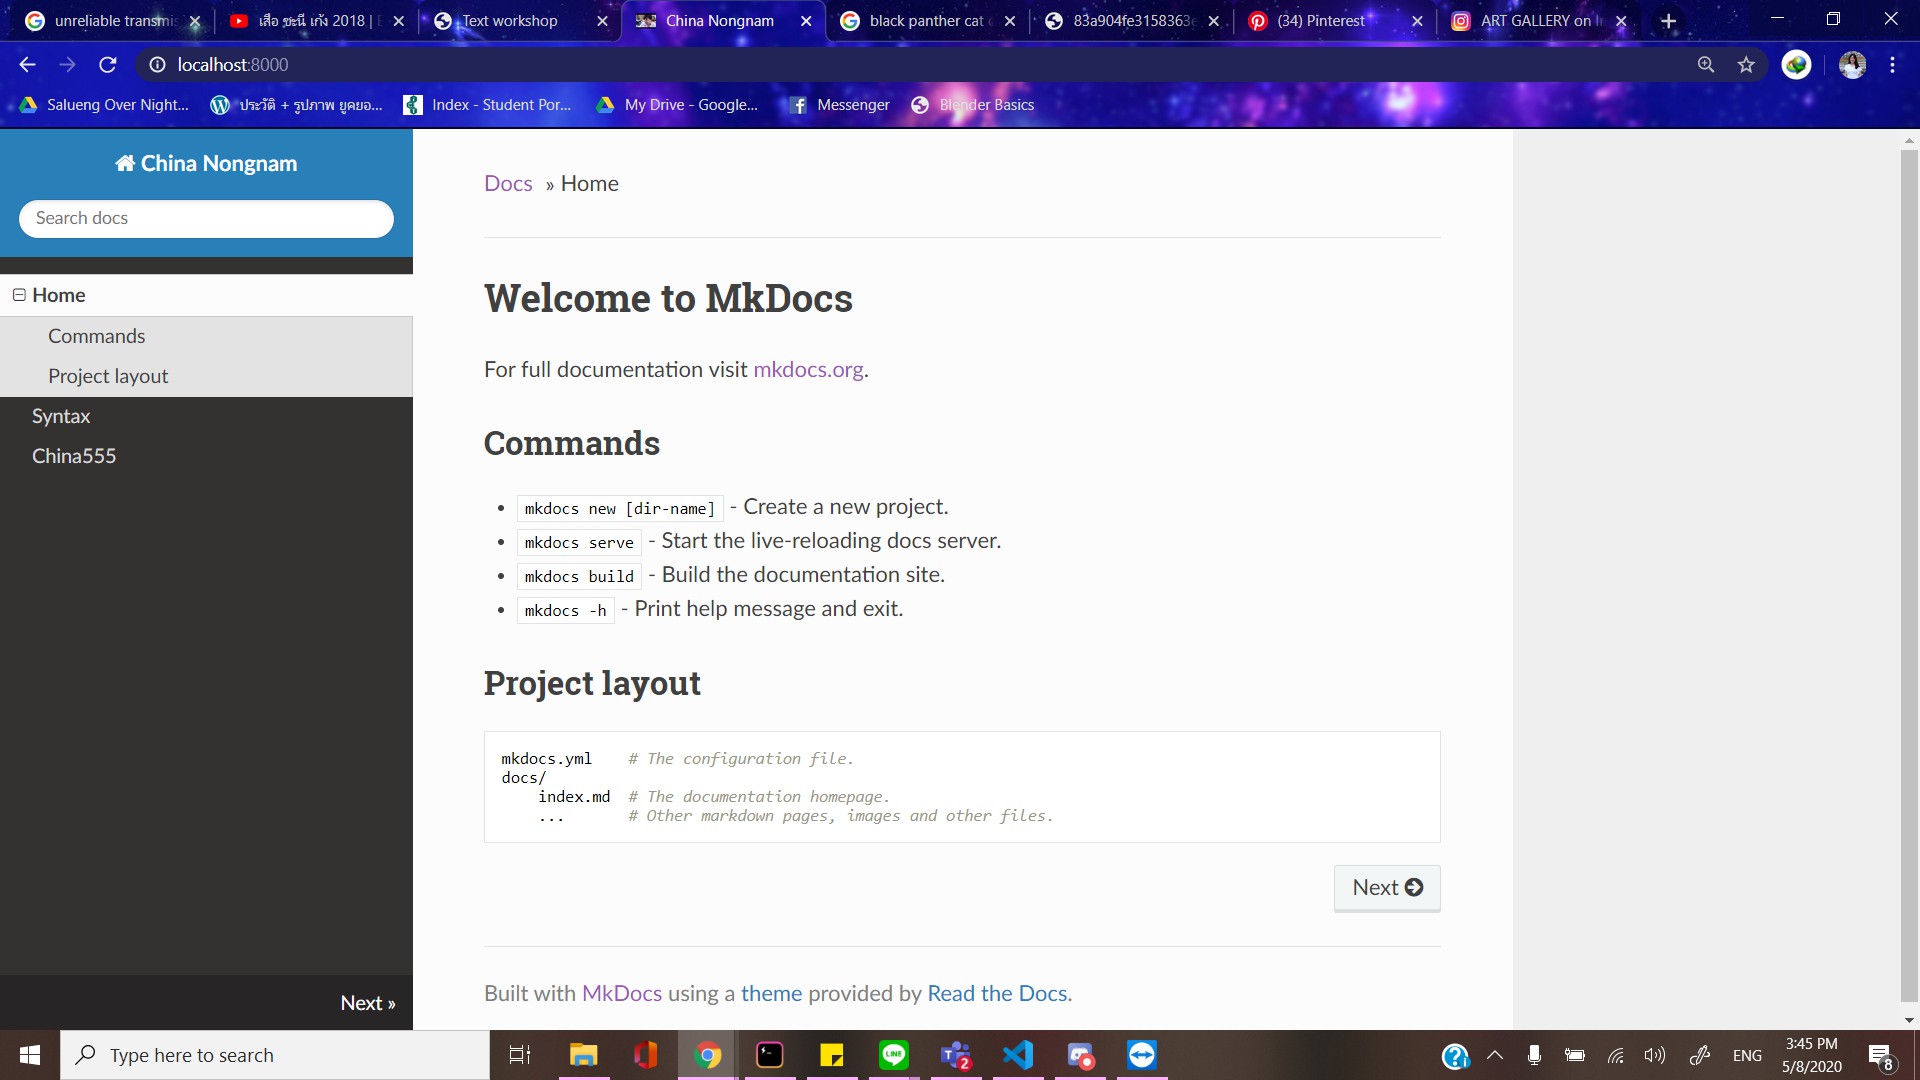 unreliable transmis
เสือ ชะนี เก้ง 2018 | E
Text workshop
China Nongnam
black panther cat
83a904fe3158363e
(34) Pinterest
ART GALLERY on In
localhost:8000
Salueng Over Night...
ประวัติ + รูปภาพ ยูคยอ...
Index - Student Por...
My Drive - Google...
Messenger
Blender Basics
China Nongnam
Search docs
Home
Commands
Project layout
Syntax
China555
Next »
Docs » Home
Welcome to MkDocs
For full documentation visit mkdocs.org.
Commands
• mkdocs new [dir-name] - Create a new project.
• mkdocs serve - Start the live-reloading docs server.
• mkdocs build - Build the documentation site.
• mkdocs -h - Print help message and exit.
Project layout
mkdocs.yml    # The configuration file.
docs/
    index.md  # The documentation homepage.
    ...       # Other markdown pages, images and other files.
Next
Built with MkDocs using a theme provided by Read the Docs.
Type here to search
LINE
T
2
ENG
3:45 PM
5/8/2020
8